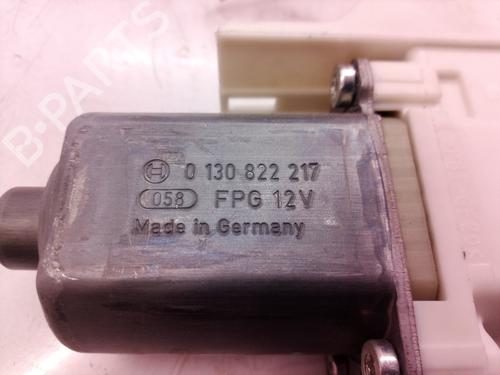 B-PARTS
0 130 822 217
058 FPG 12V
Made in Germany